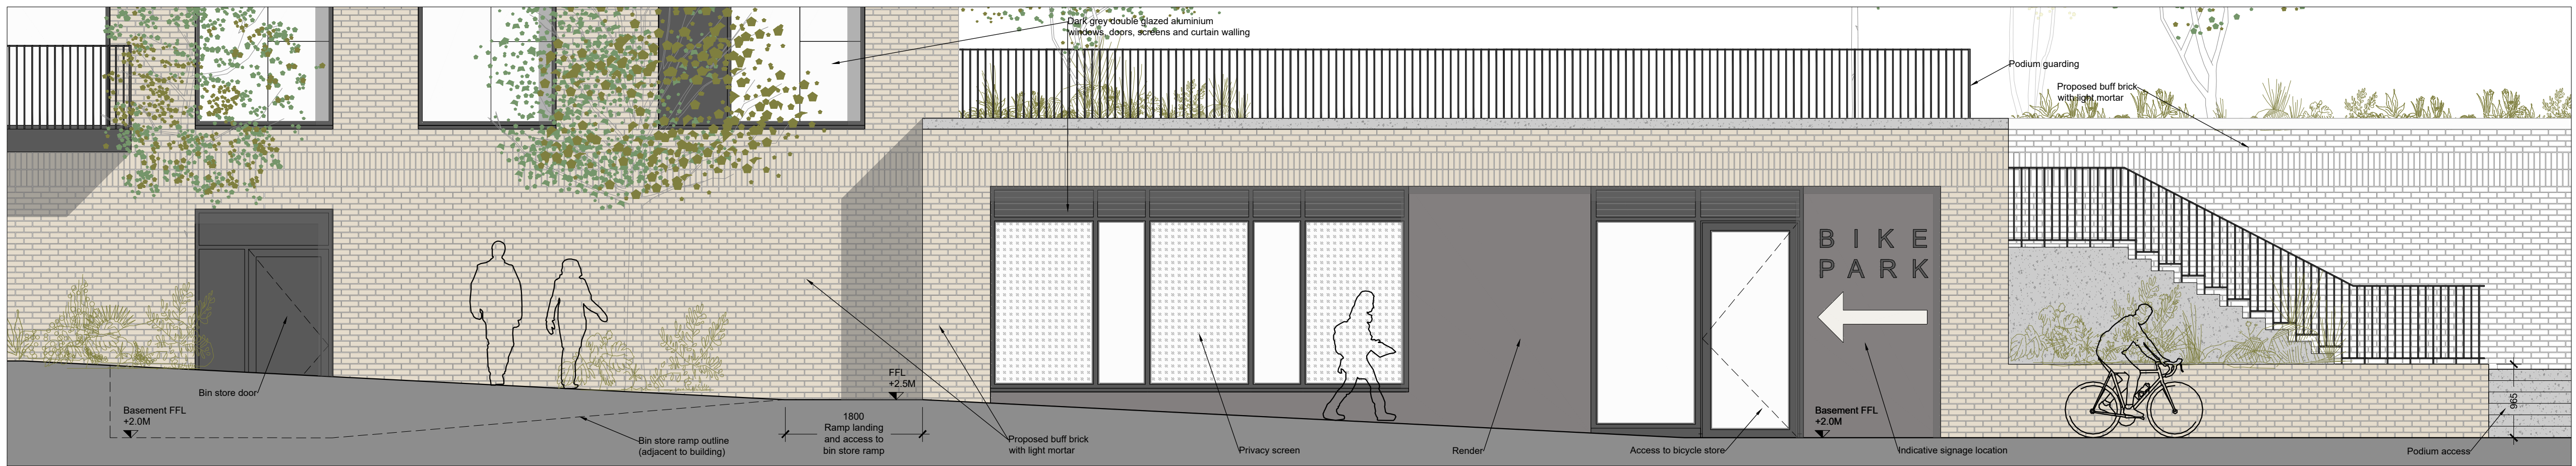 Dark grey double glazed aluminium
windows, doors, screens and curtain walling
Podium guarding
Proposed buff brick
with light mortar
BIKE
PARK
Bin store door
Basement FFL
+2.0M
Bin store ramp outline
(adjacent to building)
1800
Ramp landing
and access to
bin store ramp
FFL
+2.5M
Proposed buff brick
with light mortar
Privacy screen
Render
Access to bicycle store
Basement FFL
+2.0M
Indicative signage location
965
Podium access